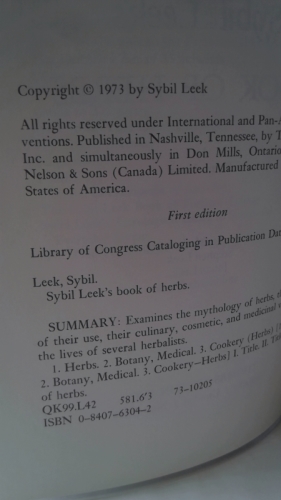 Copyright © 1973 by Sybil Leek
All rights reserved under International and Pan-
ventions. Published in Nashville, Tennessee, by T
Inc. and simultaneously in Don Mills, Ontario
Nelson & Sons (Canada) Limited. Manufactured
States of America.
First edition
Library of Congress Cataloging in Publication Dat
Leek, Sybil.
Sybil Leek's book of herbs.
SUMMARY: Examines the mythology of herbs, th
of their use, their culinary, cosmetic, and medicinal
the lives of several herbalists.
1. Herbs. 2. Botany, Medical. 3. Cookery (Herbs) [
2. Botany, Medical. 3. Cookery—Herbs] I. Title. II. Title
of herbs.
QK99.L42 581.6'3 73-10205
ISBN 0-8407-6304-2